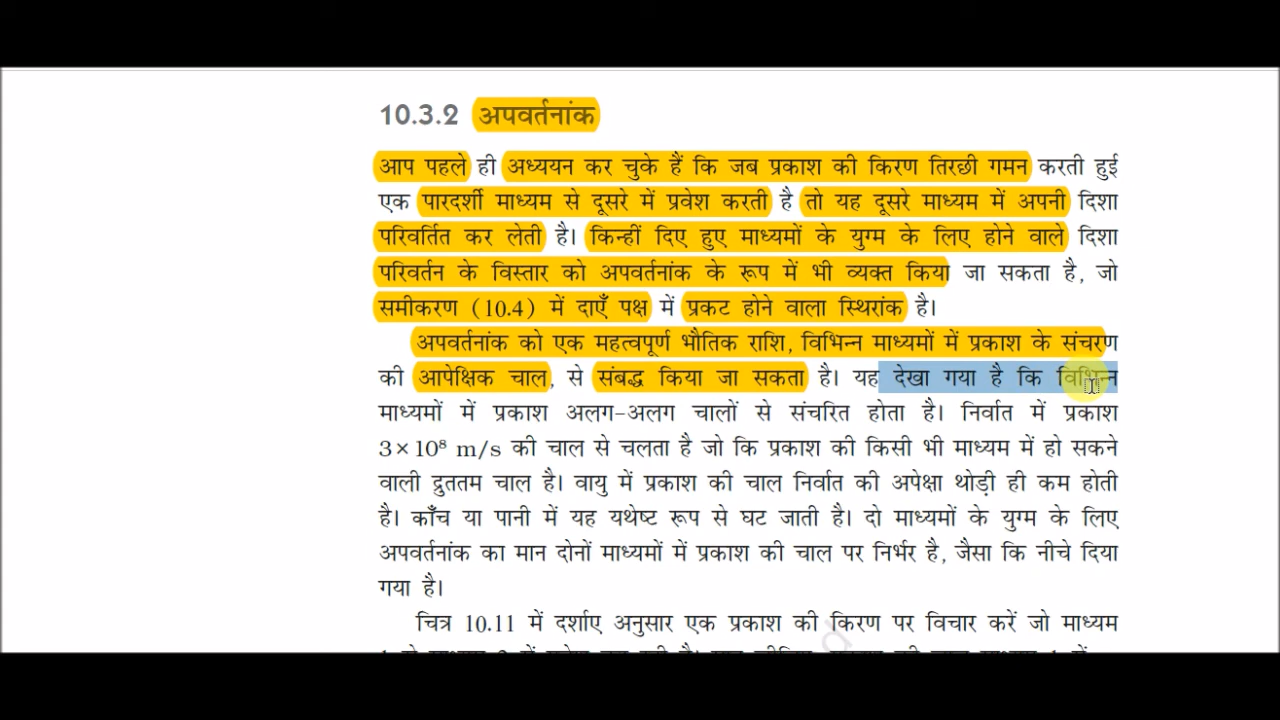 10.3.2 अपवर्तनांक
आप पहले ही अध्ययन कर चुके हैं कि जब प्रकाश की किरण तिरछी गमन करती हुई
एक पारदर्शी माध्यम से दूसरे में प्रवेश करती है तो यह दूसरे माध्यम में अपनी दिशा
परिवर्तित कर लेती है। किन्हीं दिए हुए माध्यमों के युग्म के लिए होने वाले दिशा
परिवर्तन के विस्तार को अपवर्तनांक के रूप में भी व्यक्त किया जा सकता है, जो
समीकरण (10.4) में दाएँ पक्ष में प्रकट होने वाला स्थिरांक है।
अपवर्तनांक को एक महत्वपूर्ण भौतिक राशि, विभिन्न माध्यमों में प्रकाश के संचरण
की आपेक्षिक चाल, से संबद्ध किया जा सकता है। यह देखा गया है कि विभिन्न
माध्यमों में प्रकाश अलग-अलग चालों से संचरित होता है। निर्वात में प्रकाश
3×10⁸ m/s की चाल से चलता है जो कि प्रकाश की किसी भी माध्यम में हो सकने
वाली द्रुततम चाल है। वायु में प्रकाश की चाल निर्वात की अपेक्षा थोड़ी ही कम होती
है। काँच या पानी में यह यथेष्ट रूप से घट जाती है। दो माध्यमों के युग्म के लिए
अपवर्तनांक का मान दोनों माध्यमों में प्रकाश की चाल पर निर्भर है, जैसा कि नीचे दिया
गया है।
चित्र 10.11 में दर्शाए अनुसार एक प्रकाश की किरण पर विचार करें जो माध्यम